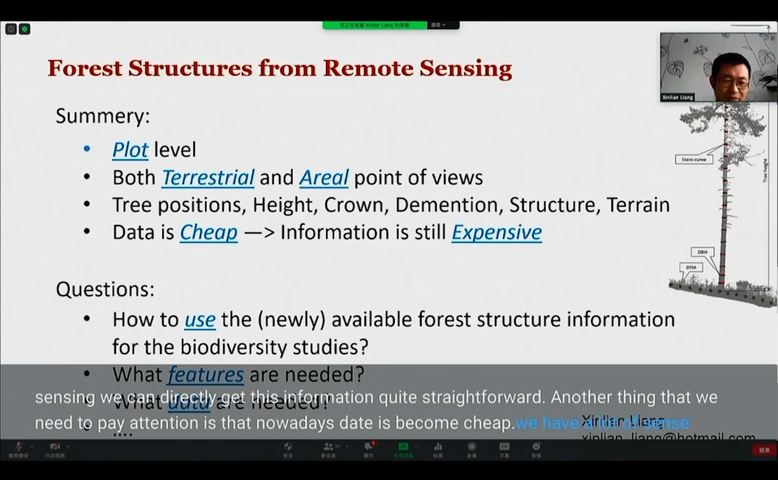 Forest Structures from Remote Sensing
Xinlian Liang
Summary:
• Plot level
• Both Terrestrial and Areal point of views
• Tree positions, Height, Crown, Demention, Structure, Terrain
• Data is Cheap —> Information is still Expensive
Stem curve
Tree height
DBH
DTM
Questions:
• How to use the (newly) available forest structure information
for the biodiversity studies?
• What features are needed?
• What data are needed?
• ....
sensing we can directly get this information quite straightforward. Another thing that we
need to pay attention is that nowadays date is become cheap.we have a lot of sense
Xinlian Liang
xinlian_liang@hotmail.com